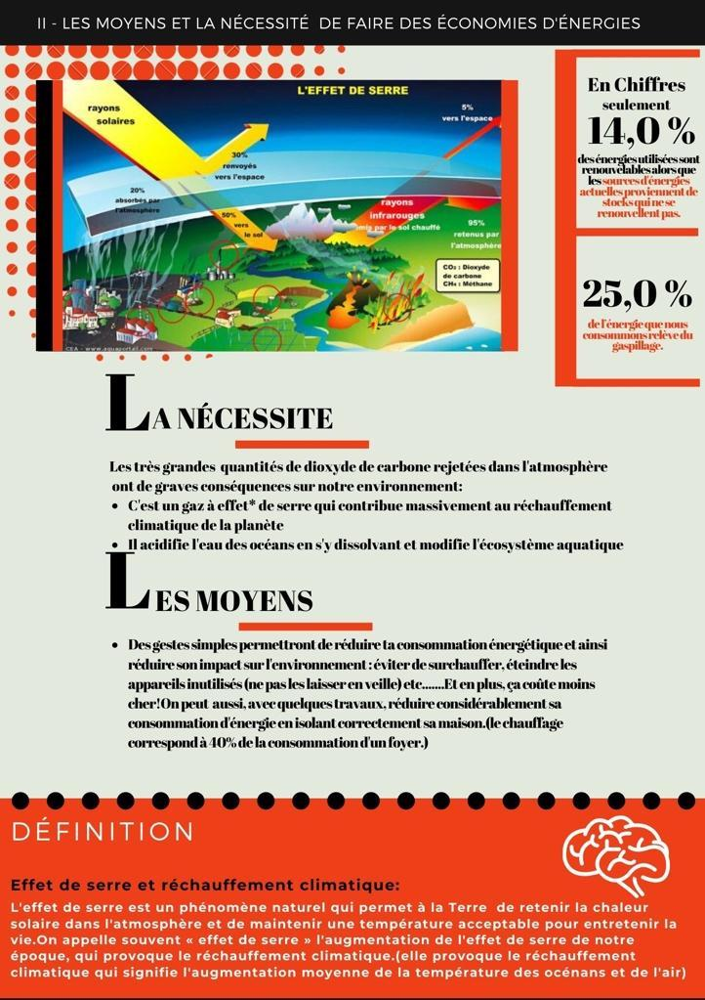 II - LES MOYENS ET LA NÉCESSITÉ DE FAIRE DES ÉCONOMIES D'ÉNERGIES
L'EFFET DE SERRE
rayons
solaires
5%
vers l'espace
30%
renvoyés
vers l'espace
20%
absorbés par
l'atmosphère
50%
vers
le sol
rayons
infrarouges
émis par le sol chauffé
95%
retenus par
l'atmosphère
CO₂ : Dioxyde
de carbone
CH₄ : Méthane
CEA - www.aquaportail.com
En Chiffres
seulement
14,0 %
des énergies utilisées sont
renouvelables alors que
les sources d'énergies
actuelles proviennent de
stocks qui ne se
renouvellent pas.
25,0 %
de l'énergie que nous
consommons relève du
gaspillage.
LA NÉCESSITE
Les très grandes quantités de dioxyde de carbone rejetées dans l'atmosphère
ont de graves conséquences sur notre environnement:
• C'est un gaz à effet* de serre qui contribue massivement au réchauffement
climatique de la planète
• Il acidifie l'eau des océans en s'y dissolvant et modifie l'écosystème aquatique
LES MOYENS
• Des gestes simples permettront de réduire ta consommation énergétique et ainsi
réduire son impact sur l'environnement : éviter de surchauffer, éteindre les
appareils inutilisés (ne pas les laisser en veille) etc.......Et en plus, ça coûte moins
cher!On peut aussi, avec quelques travaux, réduire considérablement sa
consommation d'énergie en isolant correctement sa maison.(le chauffage
correspond à 40% de la consommation d'un foyer.)
DÉFINITION
Effet de serre et réchauffement climatique:
L'effet de serre est un phénomène naturel qui permet à la Terre de retenir la chaleur
solaire dans l'atmosphère et de maintenir une température acceptable pour entretenir la
vie.On appelle souvent « effet de serre » l'augmentation de l'effet de serre de notre
époque, qui provoque le réchauffement climatique.(elle provoque le réchauffement
climatique qui signifie l'augmentation moyenne de la température des océnans et de l'air)